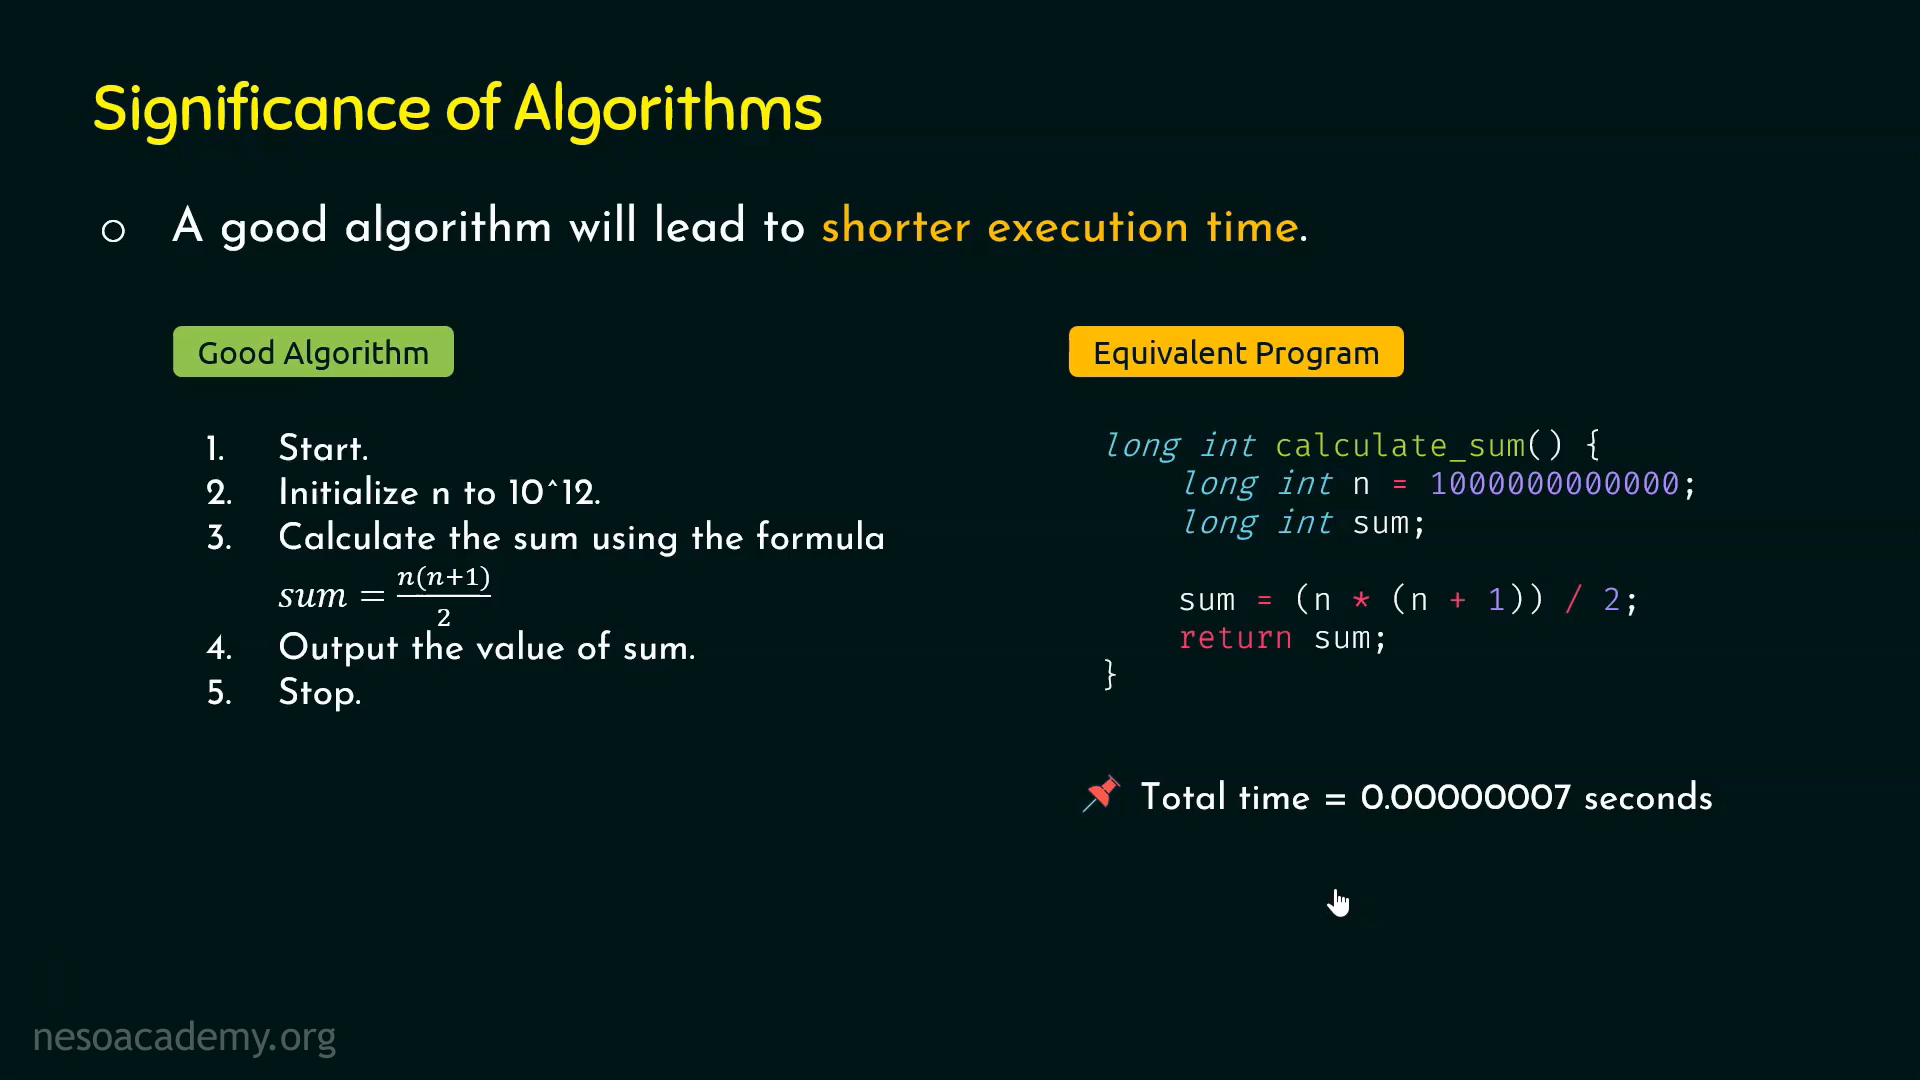 Significance of Algorithms
○ A good algorithm will lead to shorter execution time.
Good Algorithm
1. Start.
2. Initialize n to 10^12.
3. Calculate the sum using the formula
sum = n(n+1)/2
4. Output the value of sum.
5. Stop.
Equivalent Program
long int calculate_sum() {
    long int n = 1000000000000;
    long int sum;
    sum = (n * (n + 1)) / 2;
    return sum;
}
📌 Total time = 0.00000007 seconds
nesoacademy.org